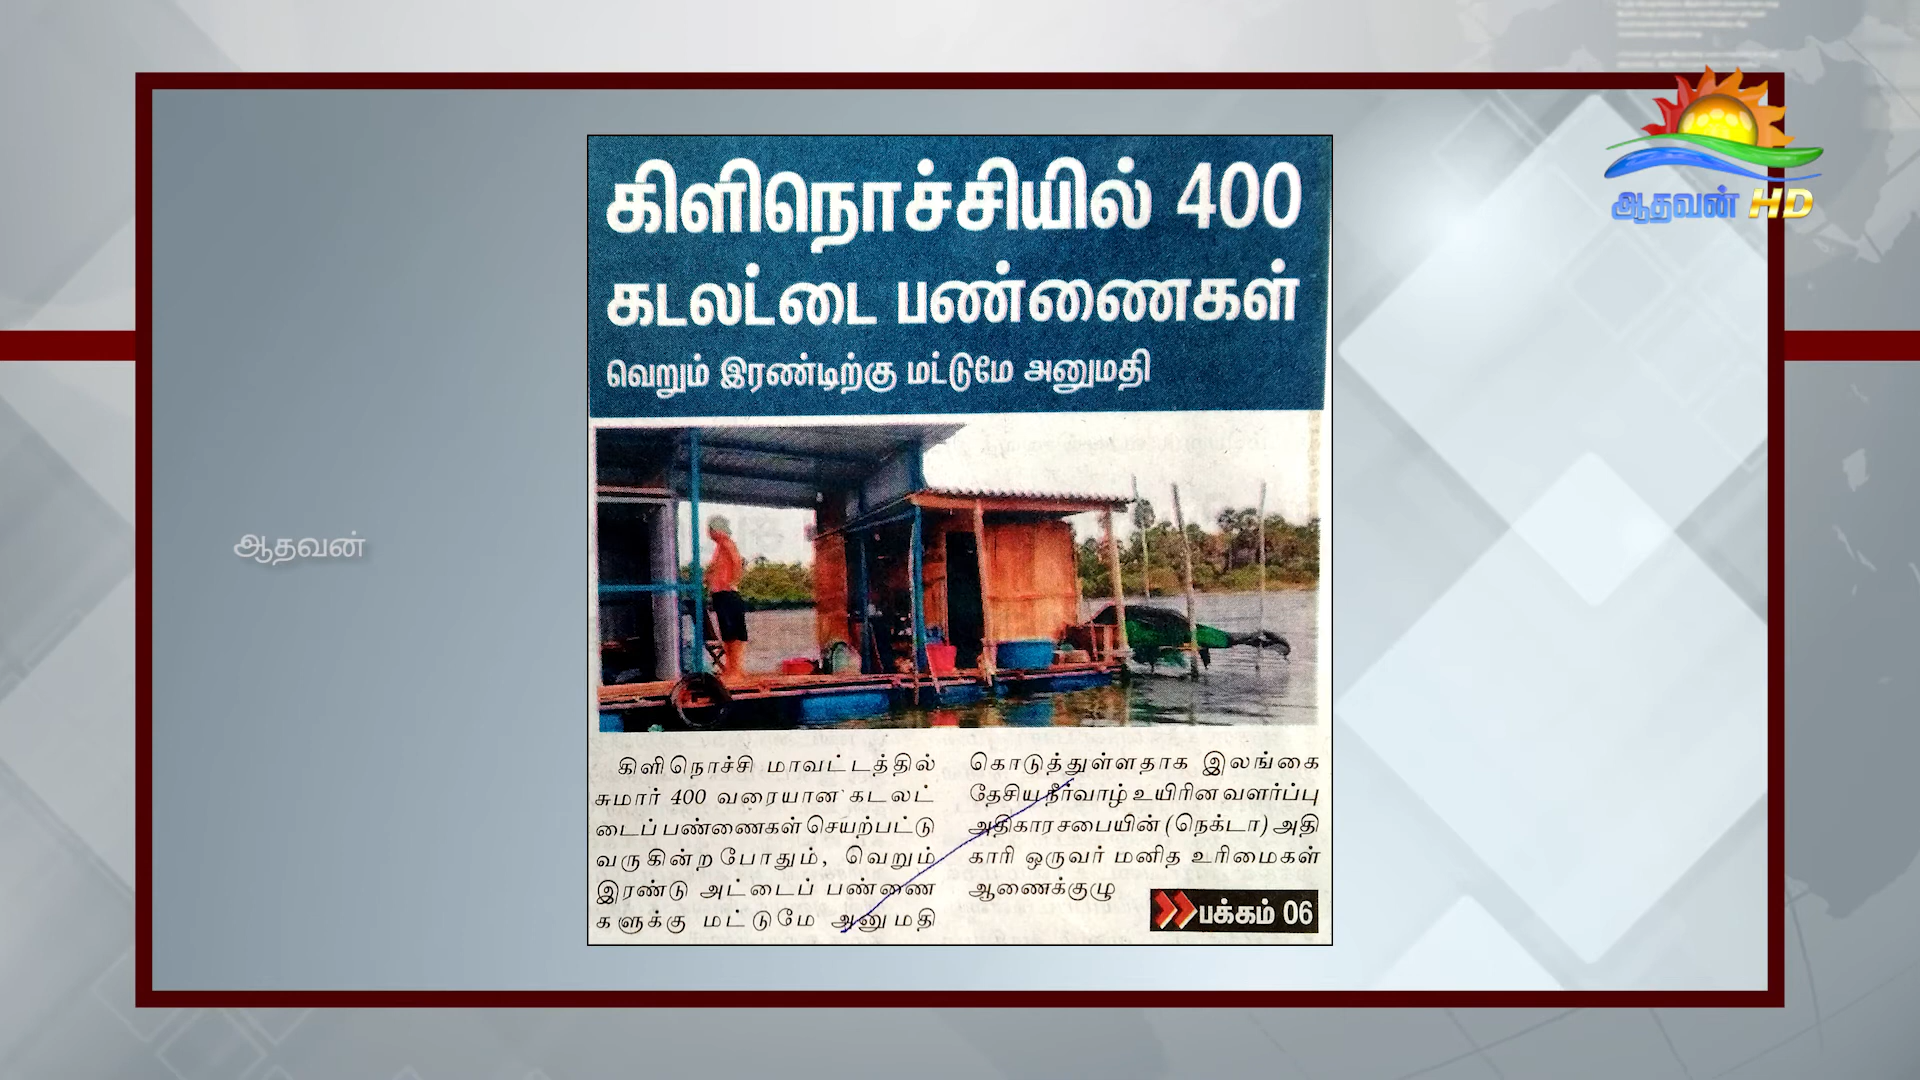 ஆதவன் HD
கிளிநொச்சியில் 400
கடலட்டை பண்ணைகள்
வெறும் இரண்டிற்கு மட்டுமே அனுமதி
ஆதவன்
கிளிநொச்சி மாவட்டத்தில்
சுமார் 400 வரையான கடலட்
டைப் பண்ணைகள் செயற்பட்டு
வருகின்ற போதும், வெறும்
இரண்டு அட்டைப் பண்ணை
களுக்கு மட்டுமே அனுமதி
கொடுத்துள்ளதாக இலங்கை
தேசிய நீர்வாழ் உயிரின வளர்ப்பு
அதிகார சபையின் (நெக்டா) அதி
காரி ஒருவர் மனித உரிமைகள்
ஆணைக்குழு
பக்கம் 06